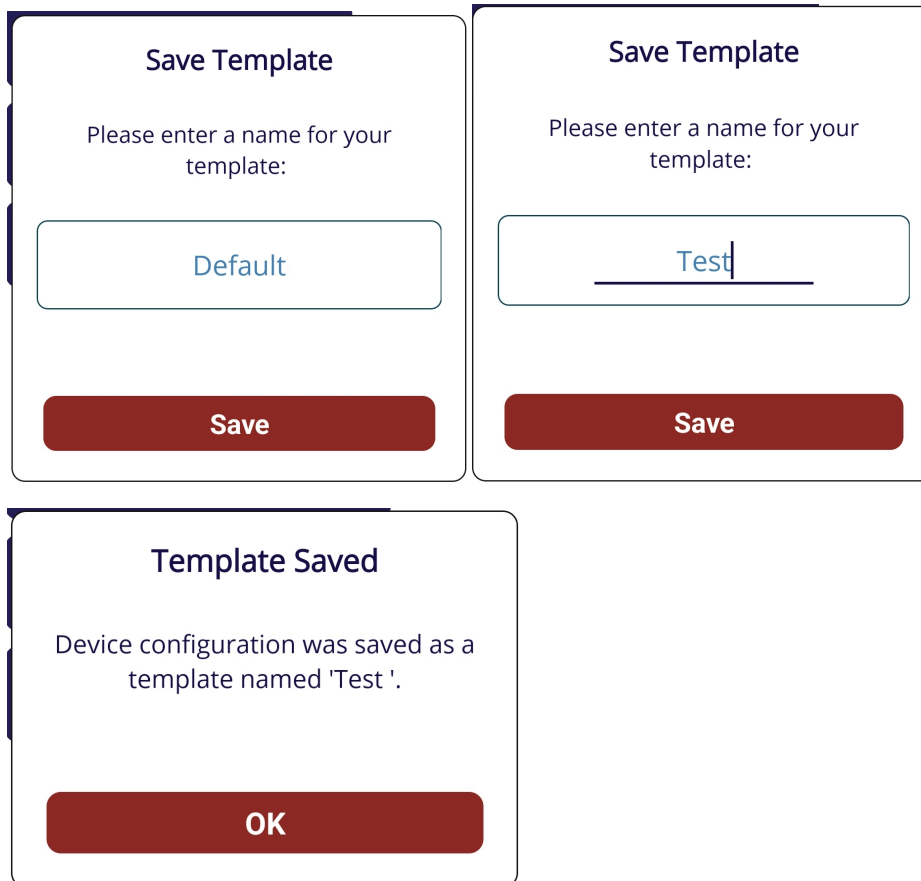 Save Template
Please enter a name for your
template:
Default
Save
Save Template
Please enter a name for your
template:
Test
Save
Template Saved
Device configuration was saved as a
template named 'Test '.
OK